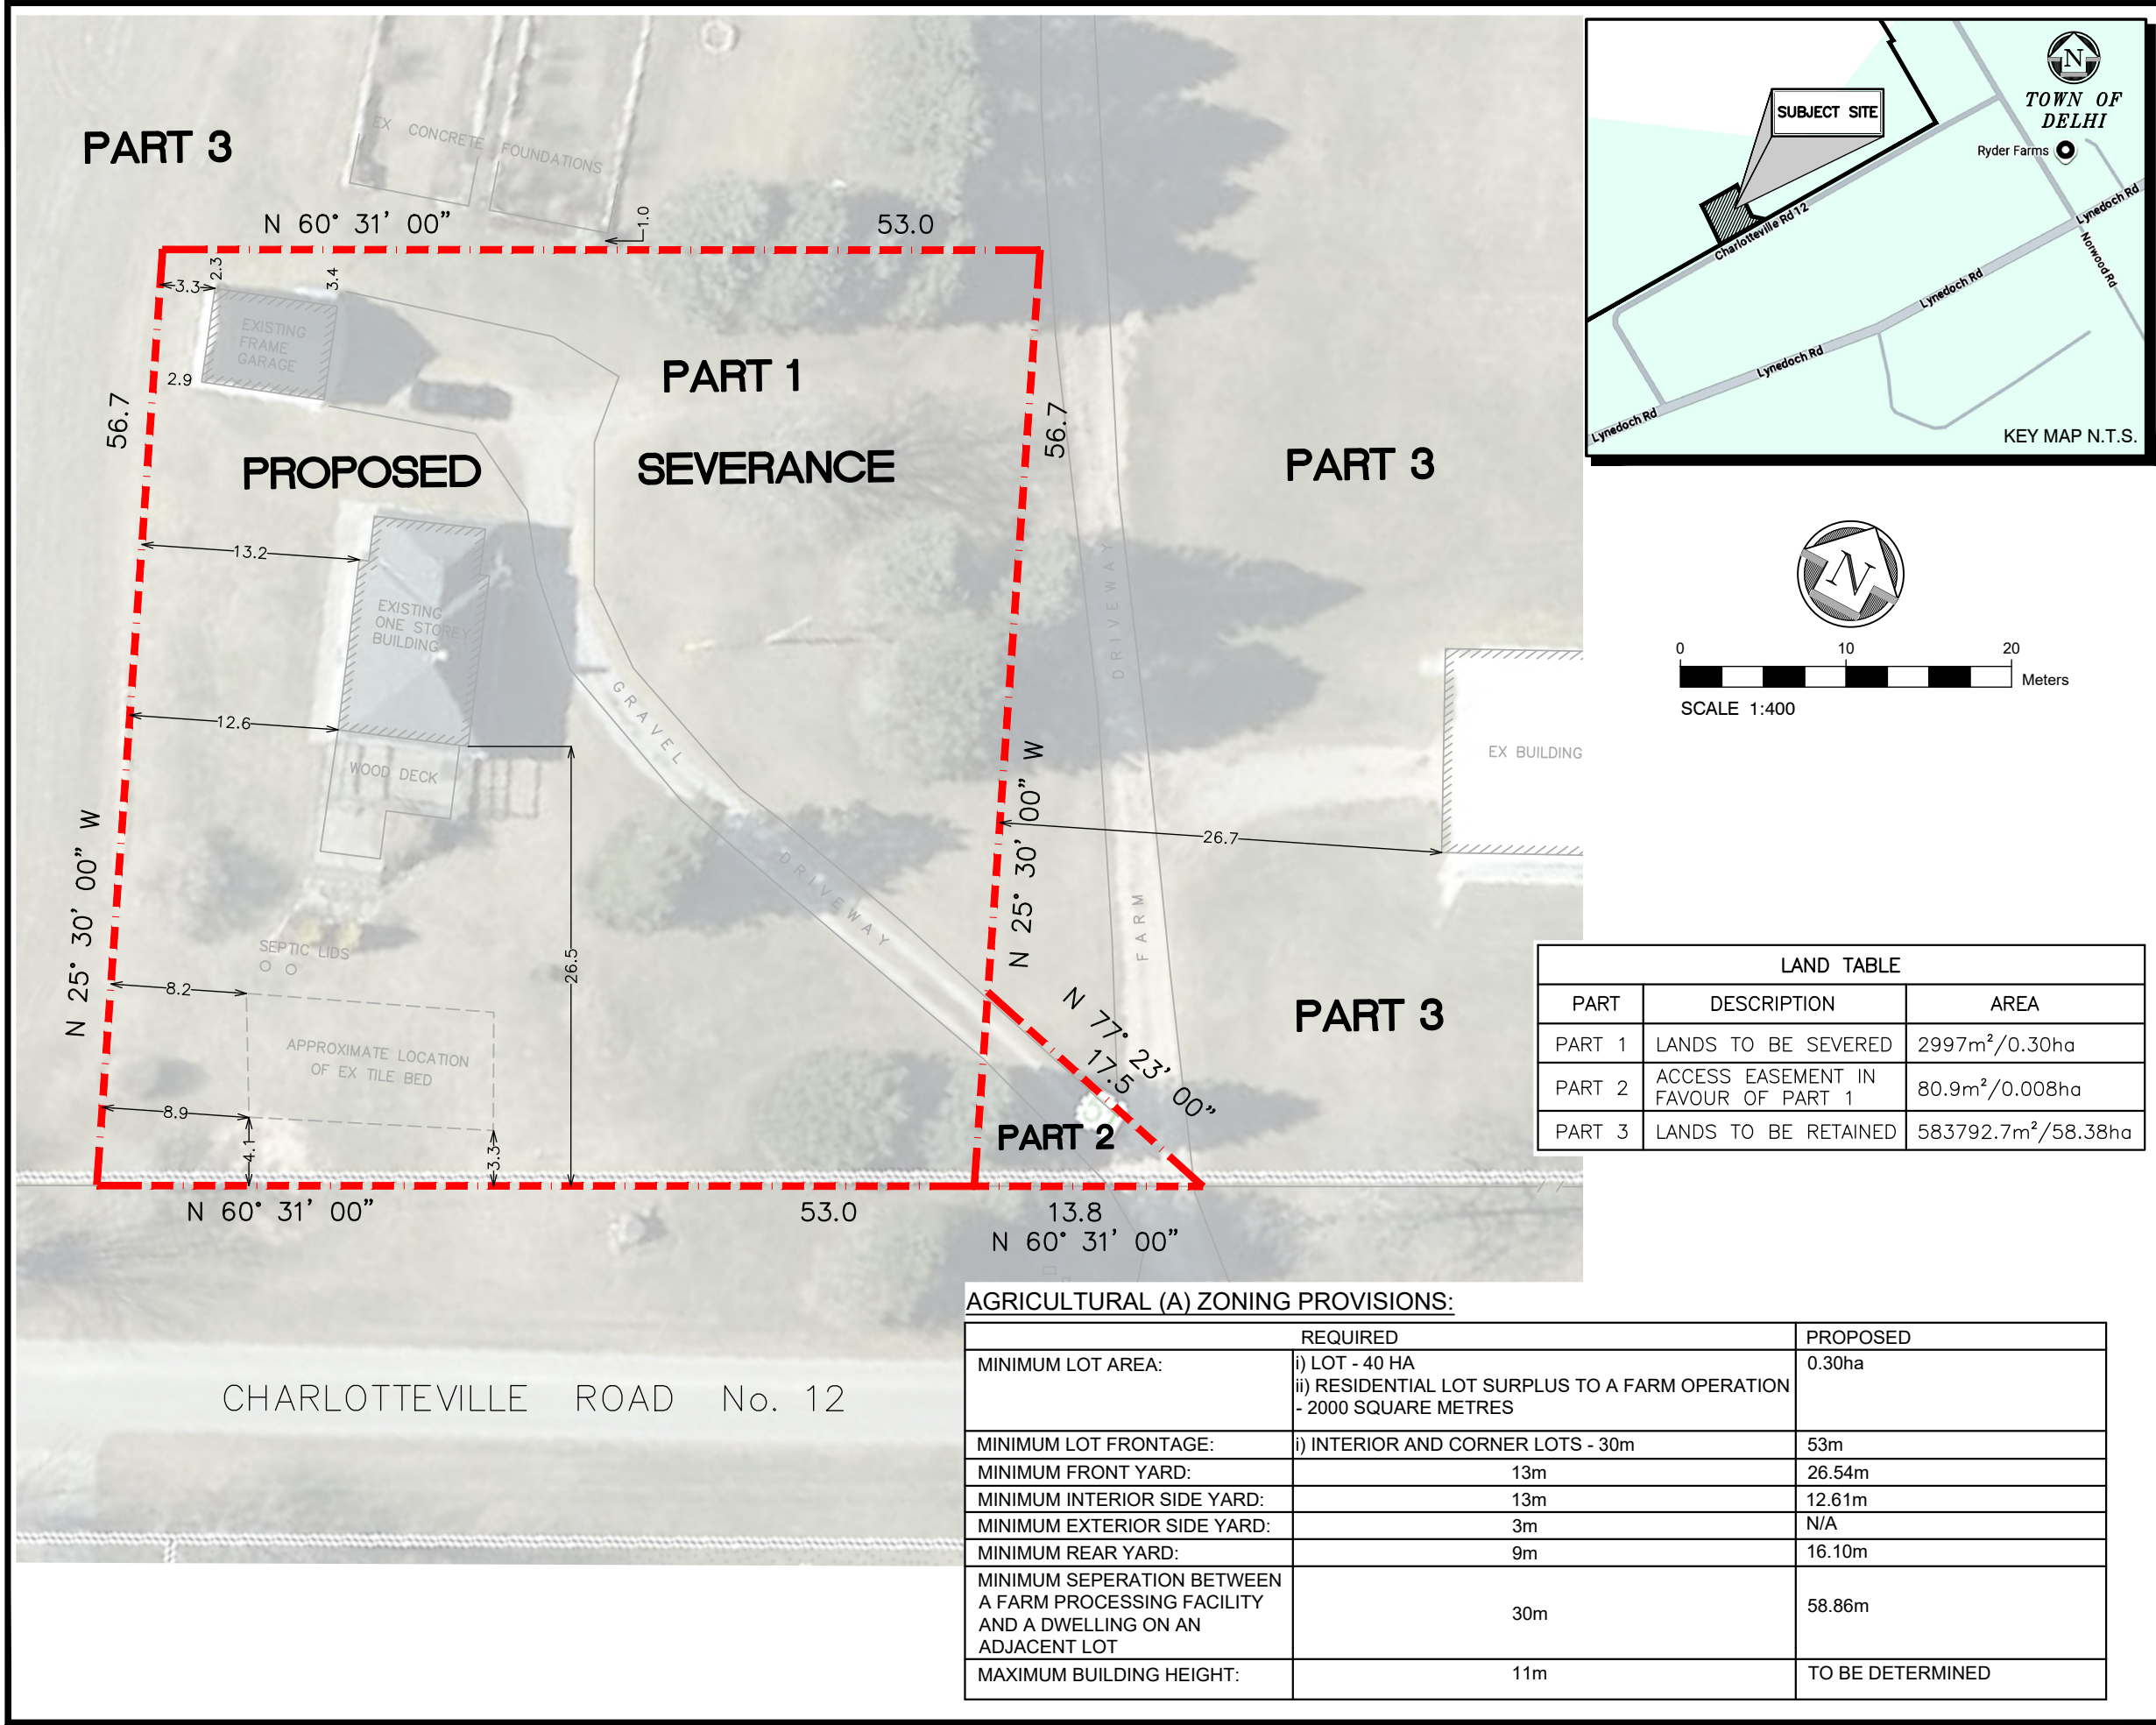 PART 3
EX CONCRETE FOUNDATIONS
N 60° 31' 00"
53.0
1.0
3.3
2.3
3.4
EXISTING
FRAME
GARAGE
2.9
PART 1
56.7
56.7
PROPOSED SEVERANCE
PART 3
13.2
EXISTING
ONE STOREY
BUILDING
12.6
WOOD DECK
GRAVEL
DRIVEWAY
FARM DRIVEWAY
EX BUILDING
26.7
N 25° 30' 00" W
N 25° 30' 00" W
SEPTIC LIDS
8.2
26.5
APPROXIMATE LOCATION
OF EX TILE BED
8.9
4.1
3.3
N 77° 23' 00"
17.5
PART 3
PART 2
N 60° 31' 00"
53.0
13.8
N 60° 31' 00"
CHARLOTTEVILLE ROAD No. 12
SUBJECT SITE
N
TOWN OF
DELHI
Ryder Farms
Charlotteville Rd 12
Lynedoch Rd
Norwood Rd
Lynedoch Rd
Lynedoch Rd
Lynedoch Rd
KEY MAP N.T.S.
N
0 10 20
Meters
SCALE 1:400
LAND TABLE
PART DESCRIPTION AREA
PART 1 LANDS TO BE SEVERED 2997m²/0.30ha
PART 2 ACCESS EASEMENT IN
FAVOUR OF PART 1 80.9m²/0.008ha
PART 3 LANDS TO BE RETAINED 583792.7m²/58.38ha
AGRICULTURAL (A) ZONING PROVISIONS:
REQUIRED PROPOSED
MINIMUM LOT AREA: i) LOT - 40 HA 0.30ha
ii) RESIDENTIAL LOT SURPLUS TO A FARM OPERATION
- 2000 SQUARE METRES
MINIMUM LOT FRONTAGE: i) INTERIOR AND CORNER LOTS - 30m 53m
MINIMUM FRONT YARD: 13m 26.54m
MINIMUM INTERIOR SIDE YARD: 13m 12.61m
MINIMUM EXTERIOR SIDE YARD: 3m N/A
MINIMUM REAR YARD: 9m 16.10m
MINIMUM SEPERATION BETWEEN
A FARM PROCESSING FACILITY
AND A DWELLING ON AN
ADJACENT LOT 30m 58.86m
MAXIMUM BUILDING HEIGHT: 11m TO BE DETERMINED